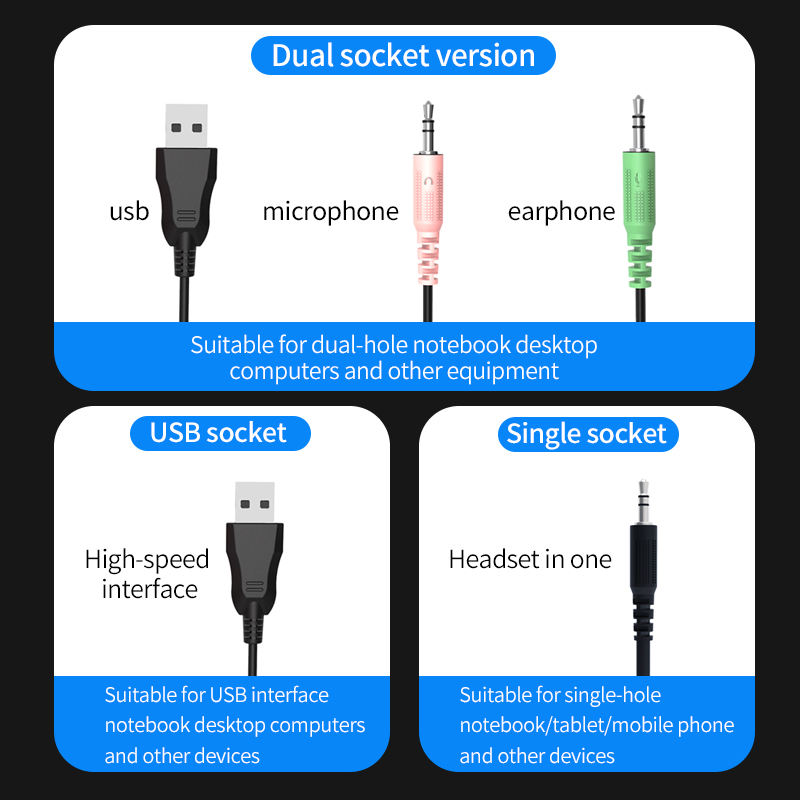 Dual socket version
usb
microphone
earphone
Suitable for dual-hole notebook desktop
computers and other equipment
USB socket
High-speed
interface
Suitable for USB interface
notebook desktop computers
and other devices
Single socket
Headset in one
Suitable for single-hole
notebook/tablet/mobile phone
and other devices